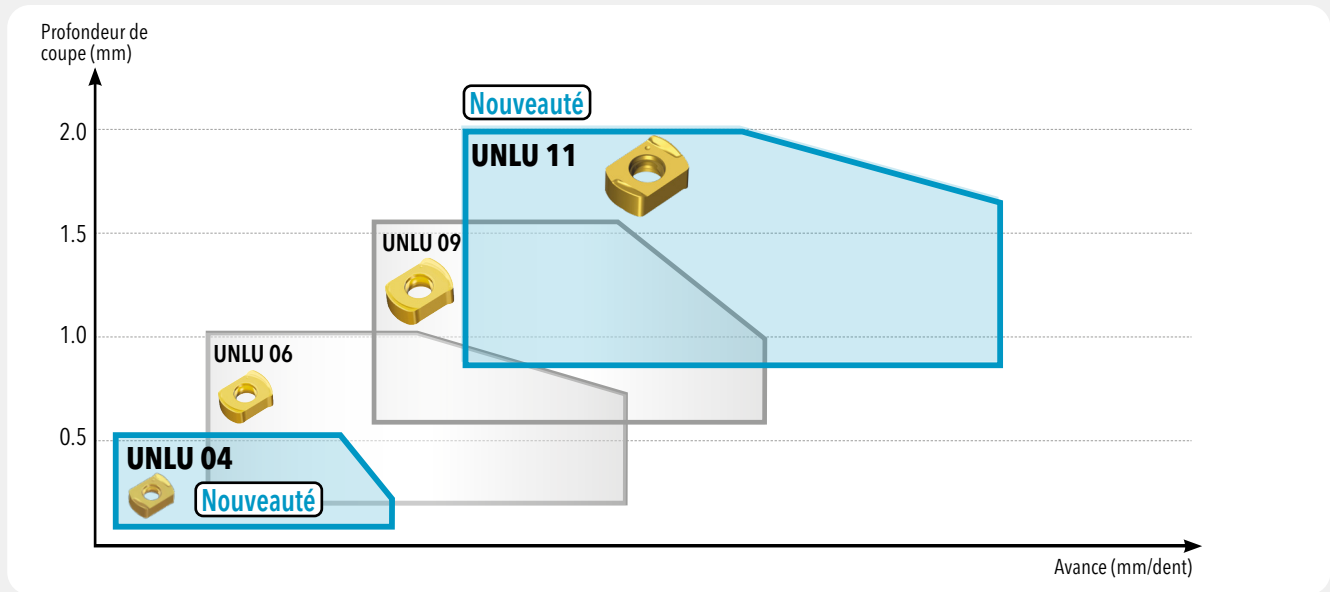 Profondeur de
coupe (mm)
Nouveauté
2.0
UNLU 11
1.5
UNLU 09
1.0
UNLU 06
0.5
UNLU 04
Nouveauté
Avance (mm/dent)